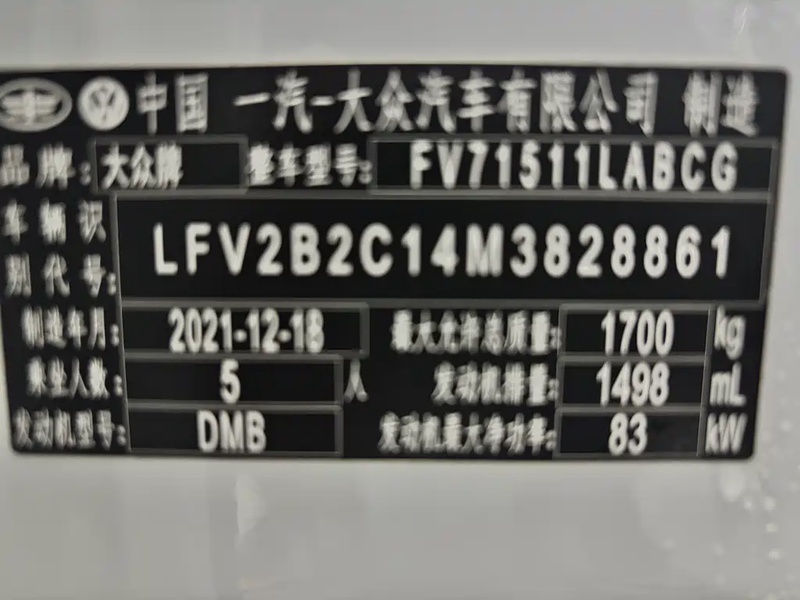 中国 一汽-大众汽车有限公司 制造
品牌: 大众牌 整车型号: FV71511LABCG
车辆识别代号: LFV2B2C14M3828861
制造年月: 2021-12-18 最大允许总质量: 1700 kg
乘坐人数: 5 人 发动机排量: 1498 mL
发动机型号: DMB 发动机最大净功率: 83 kW